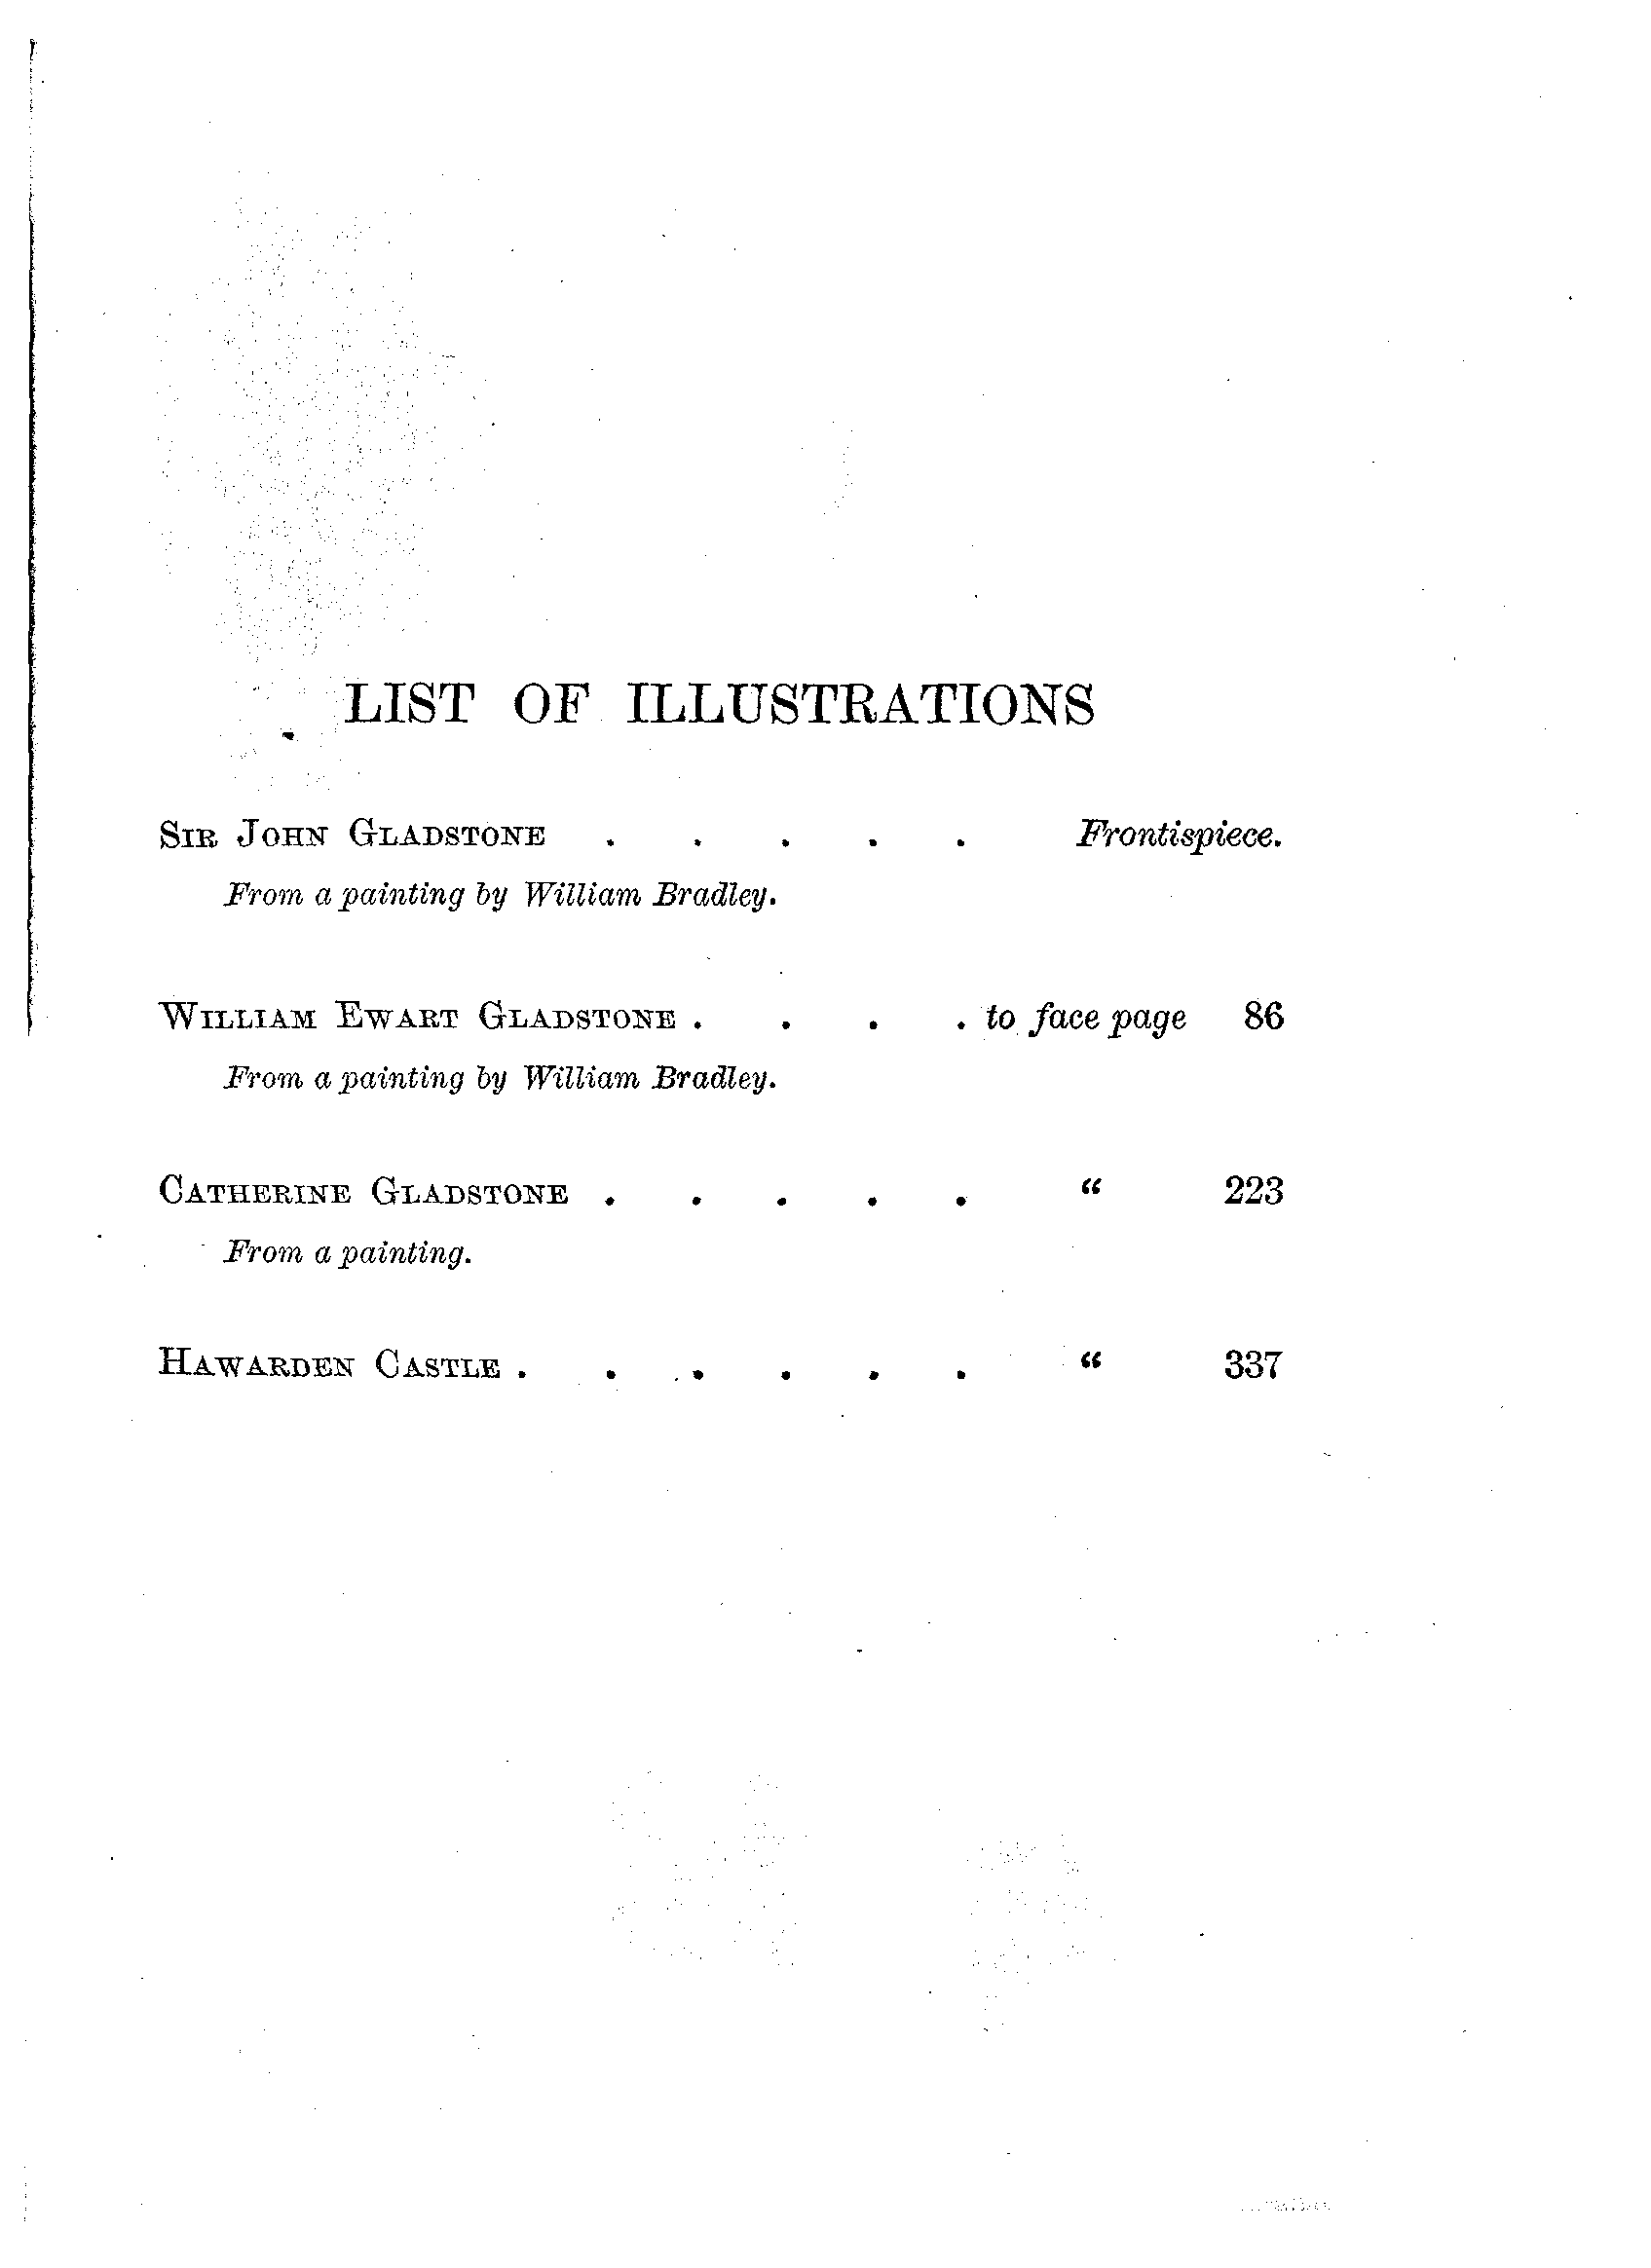 LIST OF ILLUSTRATIONS
SIR JOHN GLADSTONE . . . . . Frontispiece.
From a painting by William Bradley.
WILLIAM EWART GLADSTONE . . . . to face page 86
From a painting by William Bradley.
CATHERINE GLADSTONE . . . . . “ 223
From a painting.
HAWARDEN CASTLE . . . . . . “ 337